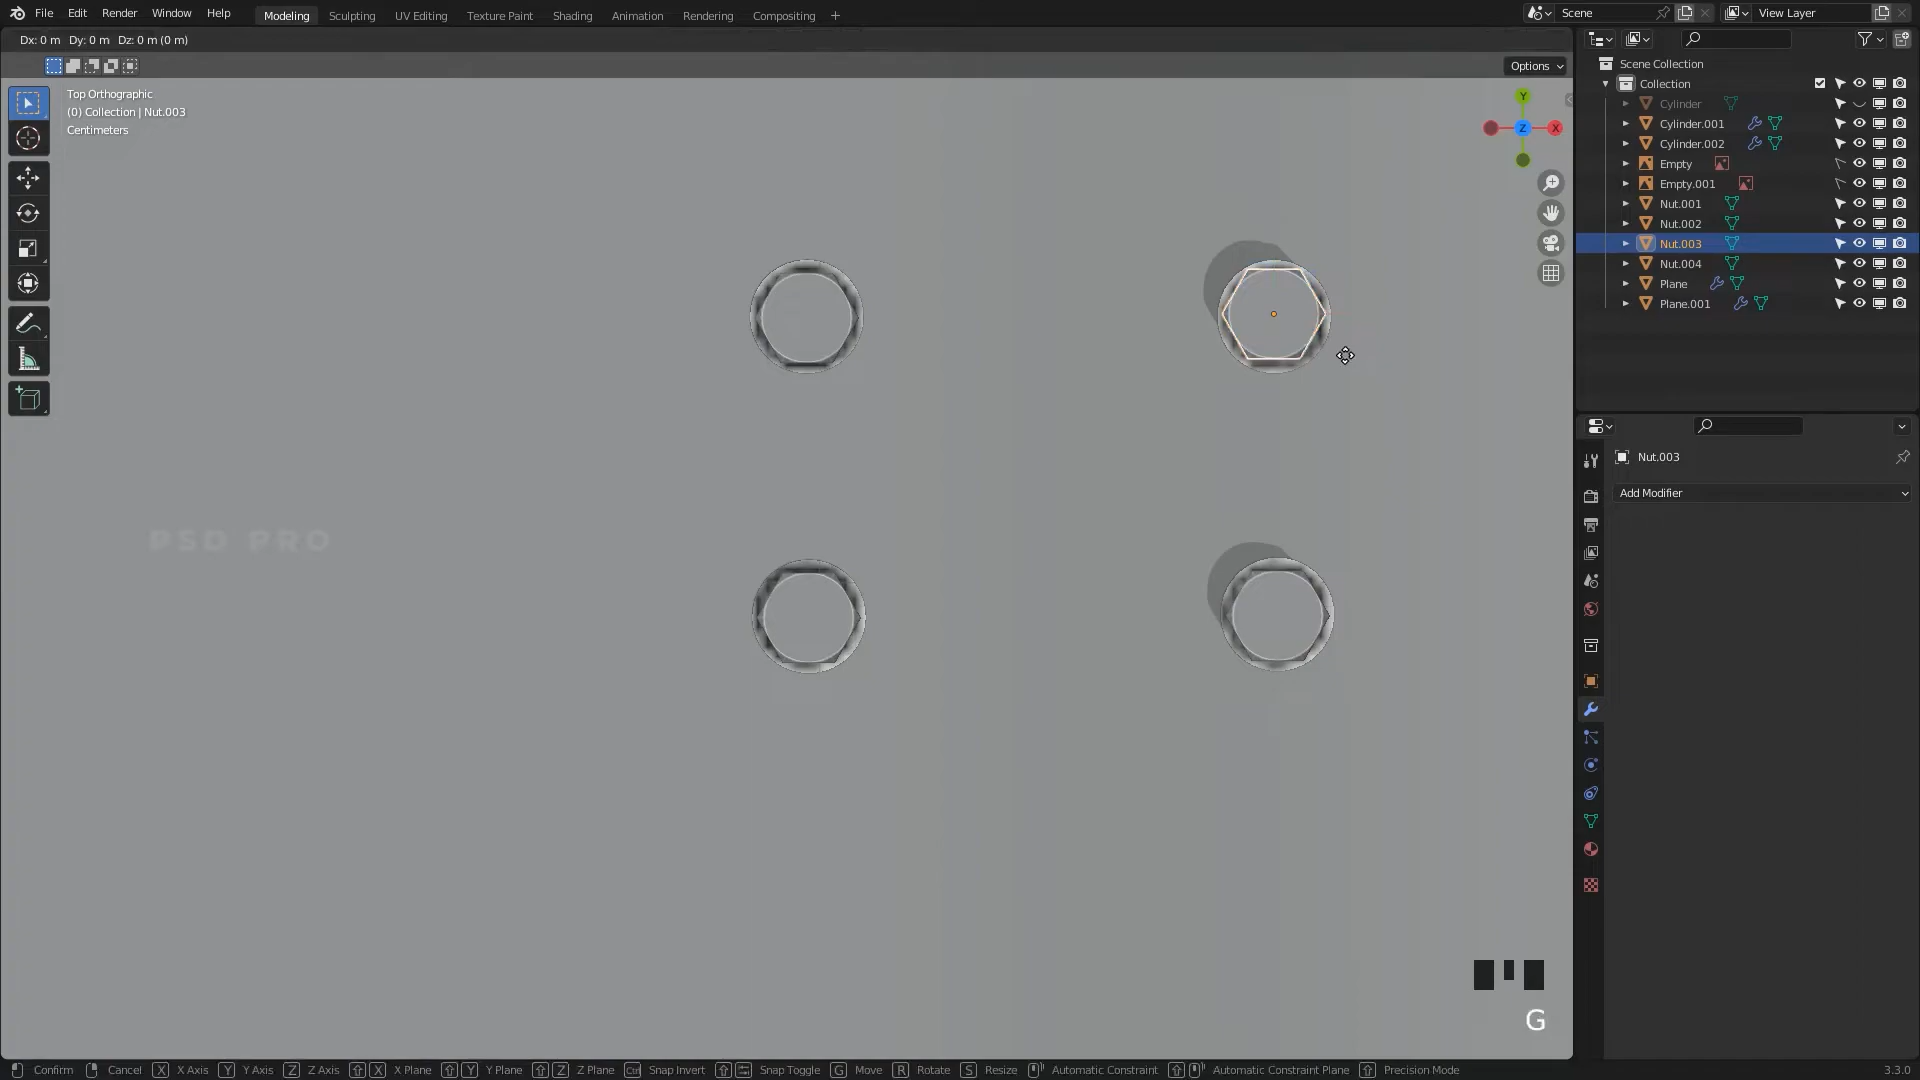 File Edit Render Window Help Modeling Sculpting UV Editing Texture Paint Shading Animation Rendering Compositing + Scene View Layer
Dx: 0 m Dy: 0 m Dz: 0 m (0 m)
Options
Top Orthographic
(0) Collection | Nut.003
Centimeters
Y
Z
X
PSD PRO
G
Scene Collection
Collection
Cylinder
Cylinder.001
Cylinder.002
Empty
Empty.001
Nut.001
Nut.002
Nut.003
Nut.004
Plane
Plane.001
Nut.003
Add Modifier
Confirm Cancel X X Axis Y Y Axis Z Z Axis X X Plane Y Y Plane Z Z Plane Ctrl Snap Invert Snap Toggle G Move R Rotate S Resize Automatic Constraint Automatic Constraint Plane Precision Mode 3.3.0